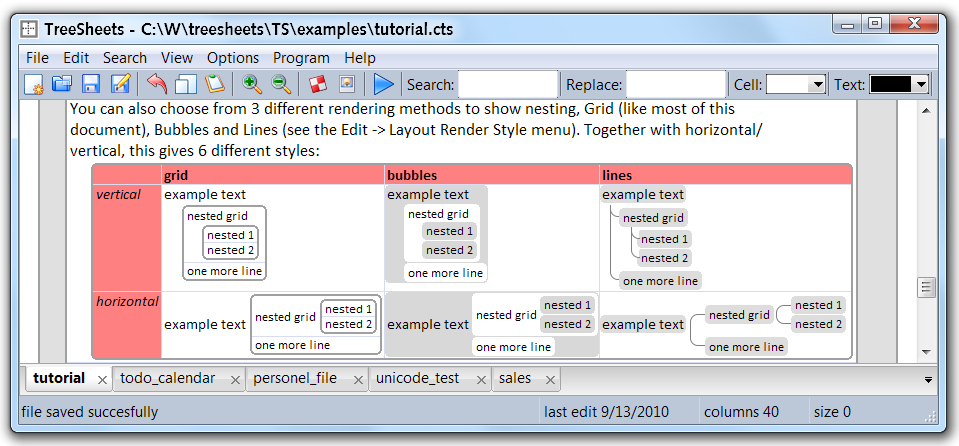 TreeSheets - C:\W\treesheets\TS\examples\tutorial.cts
File Edit Search View Options Program Help
Search: Replace: Cell: Text:
You can also choose from 3 different rendering methods to show nesting, Grid (like most of this
document), Bubbles and Lines (see the Edit -> Layout Render Style menu). Together with horizontal/
vertical, this gives 6 different styles:
grid bubbles lines
vertical example text example text example text
nested grid nested grid nested grid
nested 1 nested 1 nested 1
nested 2 nested 2 nested 2
one more line one more line one more line
horizontal example text nested grid nested 1 example text nested grid nested 1 example text nested grid nested 1
nested 2 nested 2 nested 2
one more line one more line one more line
tutorial todo_calendar personel_file unicode_test sales
file saved succesfully last edit 9/13/2010 columns 40 size 0